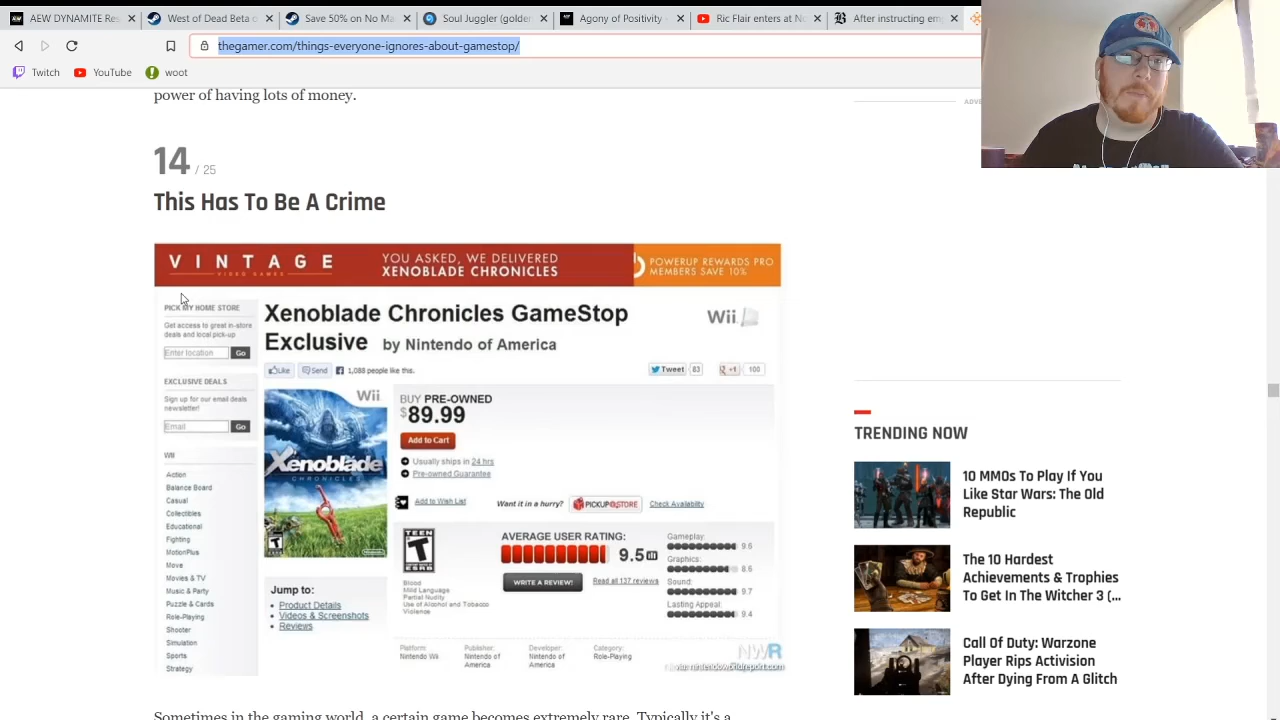 AEW DEMO Reta
West of Dead Beta
Save 50% on No Ma
Soul Juggler (golder
Agony of Positivity -
Ric Flair enters at No
After instructing em
thegamer.com/things-everyone-ignores-about-gamestop/
Twitch YouTube woot
power of having lots of money.
14 / 25
This Has To Be A Crime
VINTAGE
VIDEO GAMES
YOU ASKED, WE DELIVERED
XENOBLADE CHRONICLES
POWERUP REWARDS PRO
MEMBERS SAVE 10%
PICK MY HOME STORE
Get access to great in-store
deals and local pick-up
Enter location Go
EXCLUSIVE DEALS
Sign up for our email deals
newsletter!
Email Go
WII
Action
Balance Board
Casual
Collectibles
Educational
Fighting
MotionPlus
Move
Movies & TV
Music & Party
Puzzle & Cards
Role-Playing
Shooter
Simulation
Sports
Strategy
Xenoblade Chronicles GameStop
Exclusive by Nintendo of America
Wii
Like Send 1,088 people like this.
Tweet 83 +1 100
Wii
Xenoblade
CHRONICLES
BUY PRE-OWNED
$89.99
Add to Cart
Usually ships in 24 hrs
Pre-owned Guarantee
Add to Wish List Want it in a hurry? PICKUP@STORE Check Availability
TEEN
T
ESRB
Blood
Mild Language
Partial Nudity
Use of Alcohol and Tobacco
Violence
AVERAGE USER RATING:
9.5
WRITE A REVIEW! Read all 137 reviews
Gameplay:
9.6
Graphics:
8.6
Sound:
9.7
Lasting Appeal:
9.4
Jump to:
Product Details
Videos & Screenshots
Reviews
Platform:
Nintendo Wii
Publisher:
Nintendo of
America
Developer:
Nintendo of
America
Category:
Role-Playing
NWR
via: nintendoworldreport.com
Sometimes in the gaming world, a certain game becomes extremely rare. Typically it's a
TRENDING NOW
10 MMOs To Play If You
Like Star Wars: The Old
Republic
The 10 Hardest
Achievements & Trophies
To Get In The Witcher 3 (...
Call Of Duty: Warzone
Player Rips Activision
After Dying From A Glitch